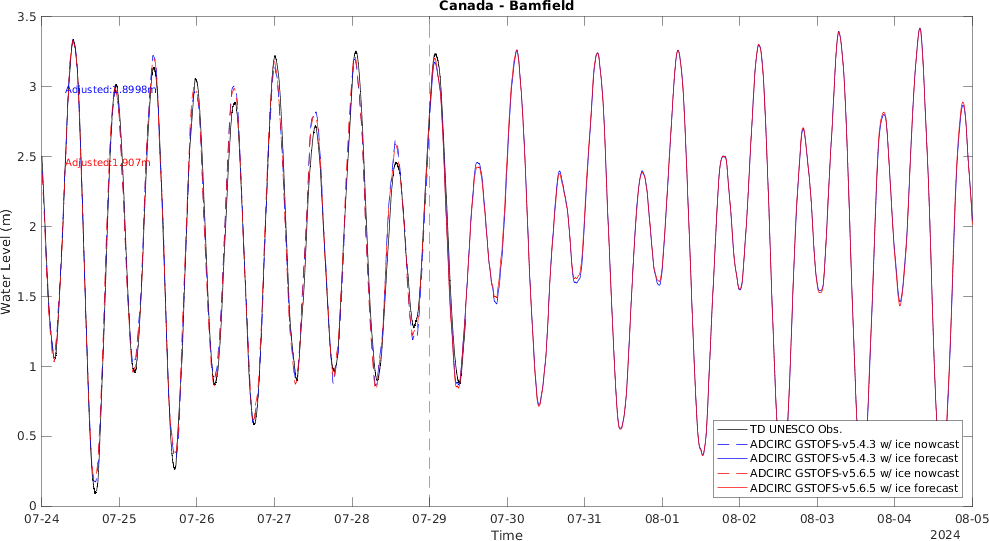 Canada - Bamfield
3.5
3
2.5
2
1.5
1
0.5
0
Water Level (m)
Adjusted:1.8998m
Adjusted:1.907m
TD UNESCO Obs.
ADCIRC GSTOFS-v5.4.3 w/ ice nowcast
ADCIRC GSTOFS-v5.4.3 w/ ice forecast
ADCIRC GSTOFS-v5.6.5 w/ ice nowcast
ADCIRC GSTOFS-v5.6.5 w/ ice forecast
07-24 07-25 07-26 07-27 07-28 07-29 07-30 07-31 08-01 08-02 08-03 08-04 08-05
Time
2024